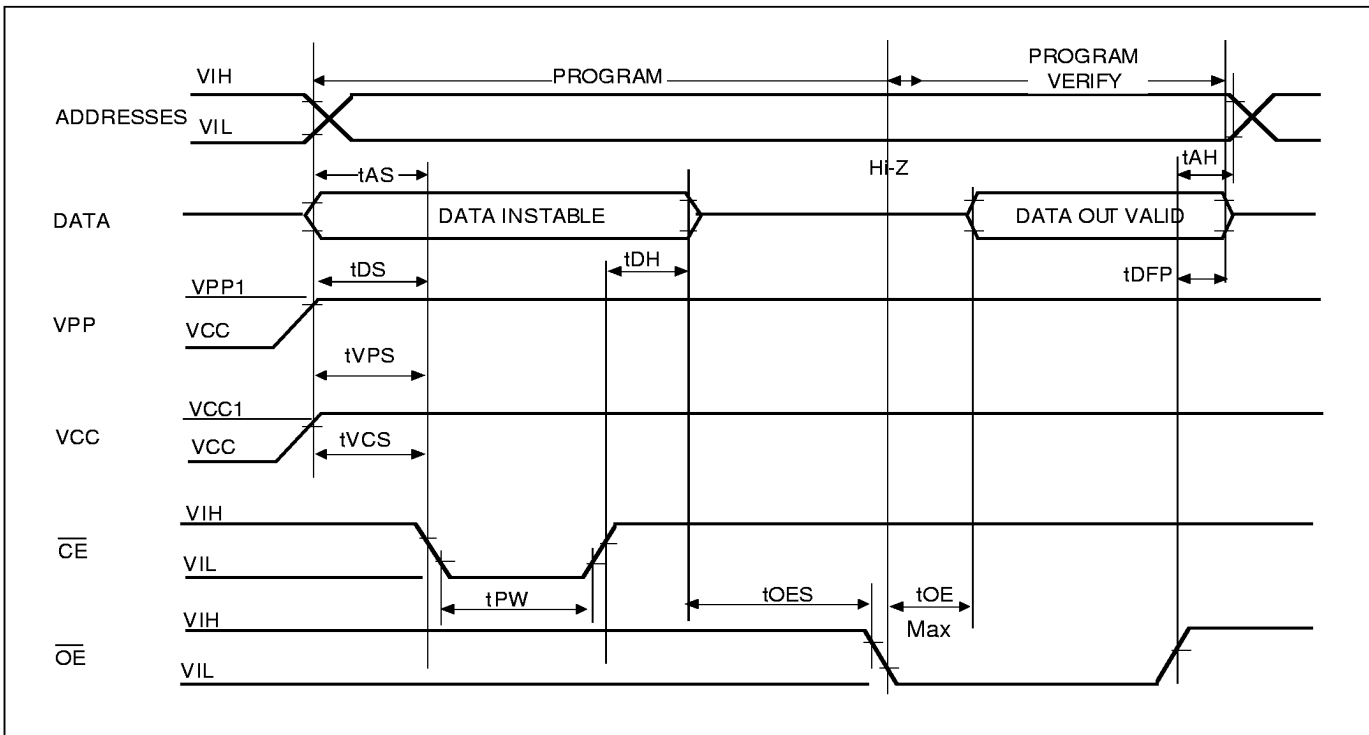 VIH
PROGRAM
PROGRAM
VERIFY
ADDRESSES
VIL
tAS
Hi-Z
tAH
DATA
DATA INSTABLE
DATA OUT VALID
tDS
tDH
tDFP
VPP1
VPP
VCC
tVPS
VCC1
VCC
VCC
tVCS
VIH
CE
VIL
tPW
tOES
tOE
Max
VIH
OE
VIL